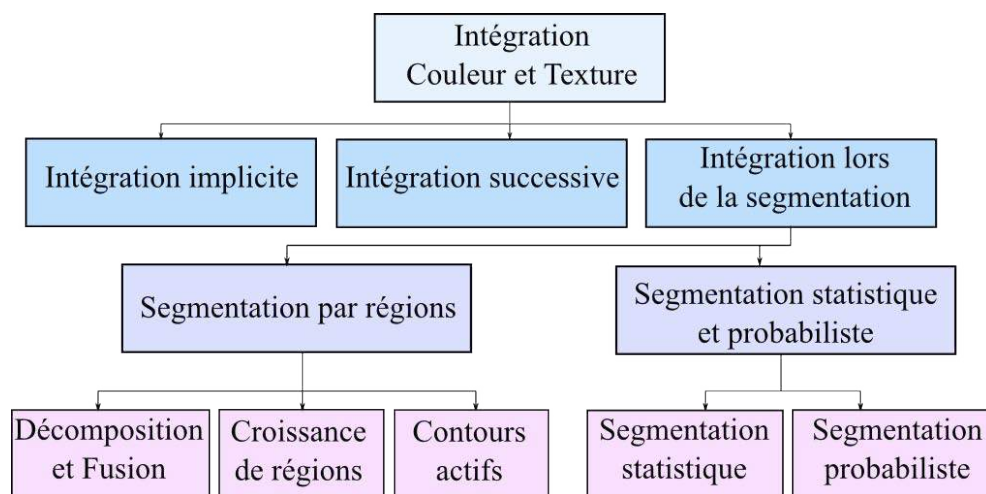 Intégration
Couleur et Texture
Intégration implicite
Intégration successive
Intégration lors
de la segmentation
Segmentation par régions
Segmentation statistique
et probabiliste
Décomposition
et Fusion
Croissance
de régions
Contours
actifs
Segmentation
statistique
Segmentation
probabiliste